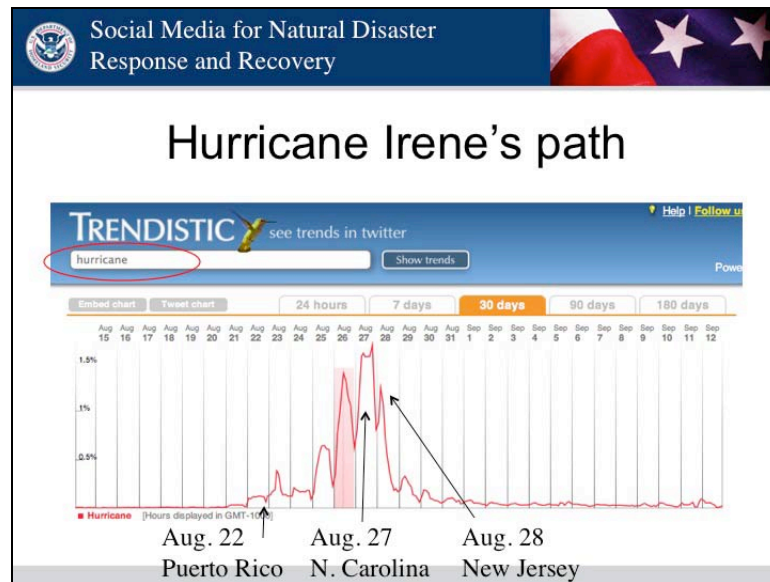 Social Media for Natural Disaster
Response and Recovery
Hurricane Irene's path
Help | Follow
TRENDISTIC see trends in twitter
hurricane
Show trends
Embed chart Tweet chart 24 hours 7 days 30 days 90 days 180 days
Aug Aug Aug Aug Aug Aug Aug Aug Aug Aug Aug Aug Aug Aug Aug Aug Aug Sep Sep Sep Sep Sep Sep Sep Sep Sep Sep Sep Sep
15 16 17 18 19 20 21 22 23 24 25 26 27 28 29 30 31 1 2 3 4 5 6 7 8 9 10 11 12
1.5%
1%
0.5%
Hurricane [Hours displayed in
Aug. 22 Aug. 27 Aug. 28
Puerto Rico N. Carolina New Jersey